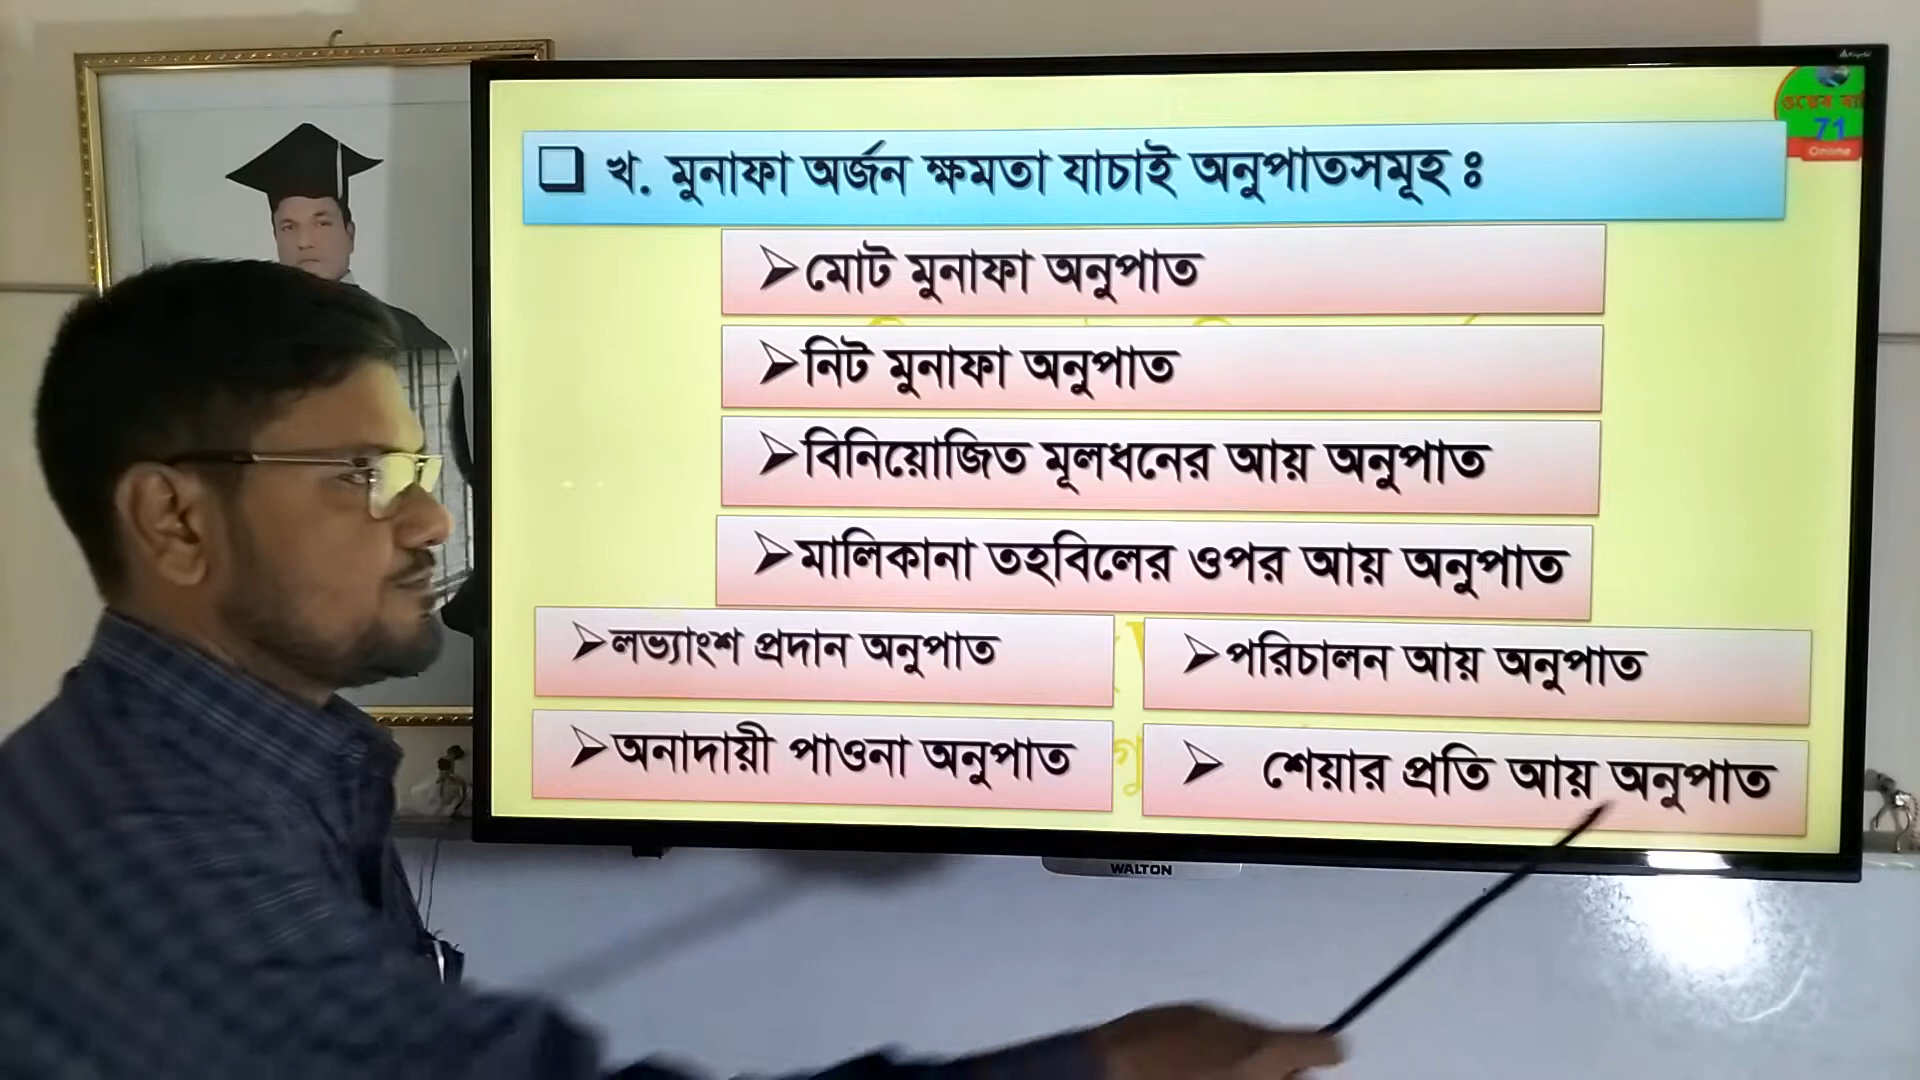 ❑ খ. মুনাফা অর্জন ক্ষমতা যাচাই অনুপাতসমূহ ঃ
➢মোট মুনাফা অনুপাত
➢নিট মুনাফা অনুপাত
➢বিনিয়োজিত মূলধনের আয় অনুপাত
➢মালিকানা তহবিলের ওপর আয় অনুপাত
➢লভ্যাংশ প্রদান অনুপাত
➢পরিচালন আয় অনুপাত
➢অনাদায়ী পাওনা অনুপাত
➢ শেয়ার প্রতি আয় অনুপাত
71
Online
WALTON